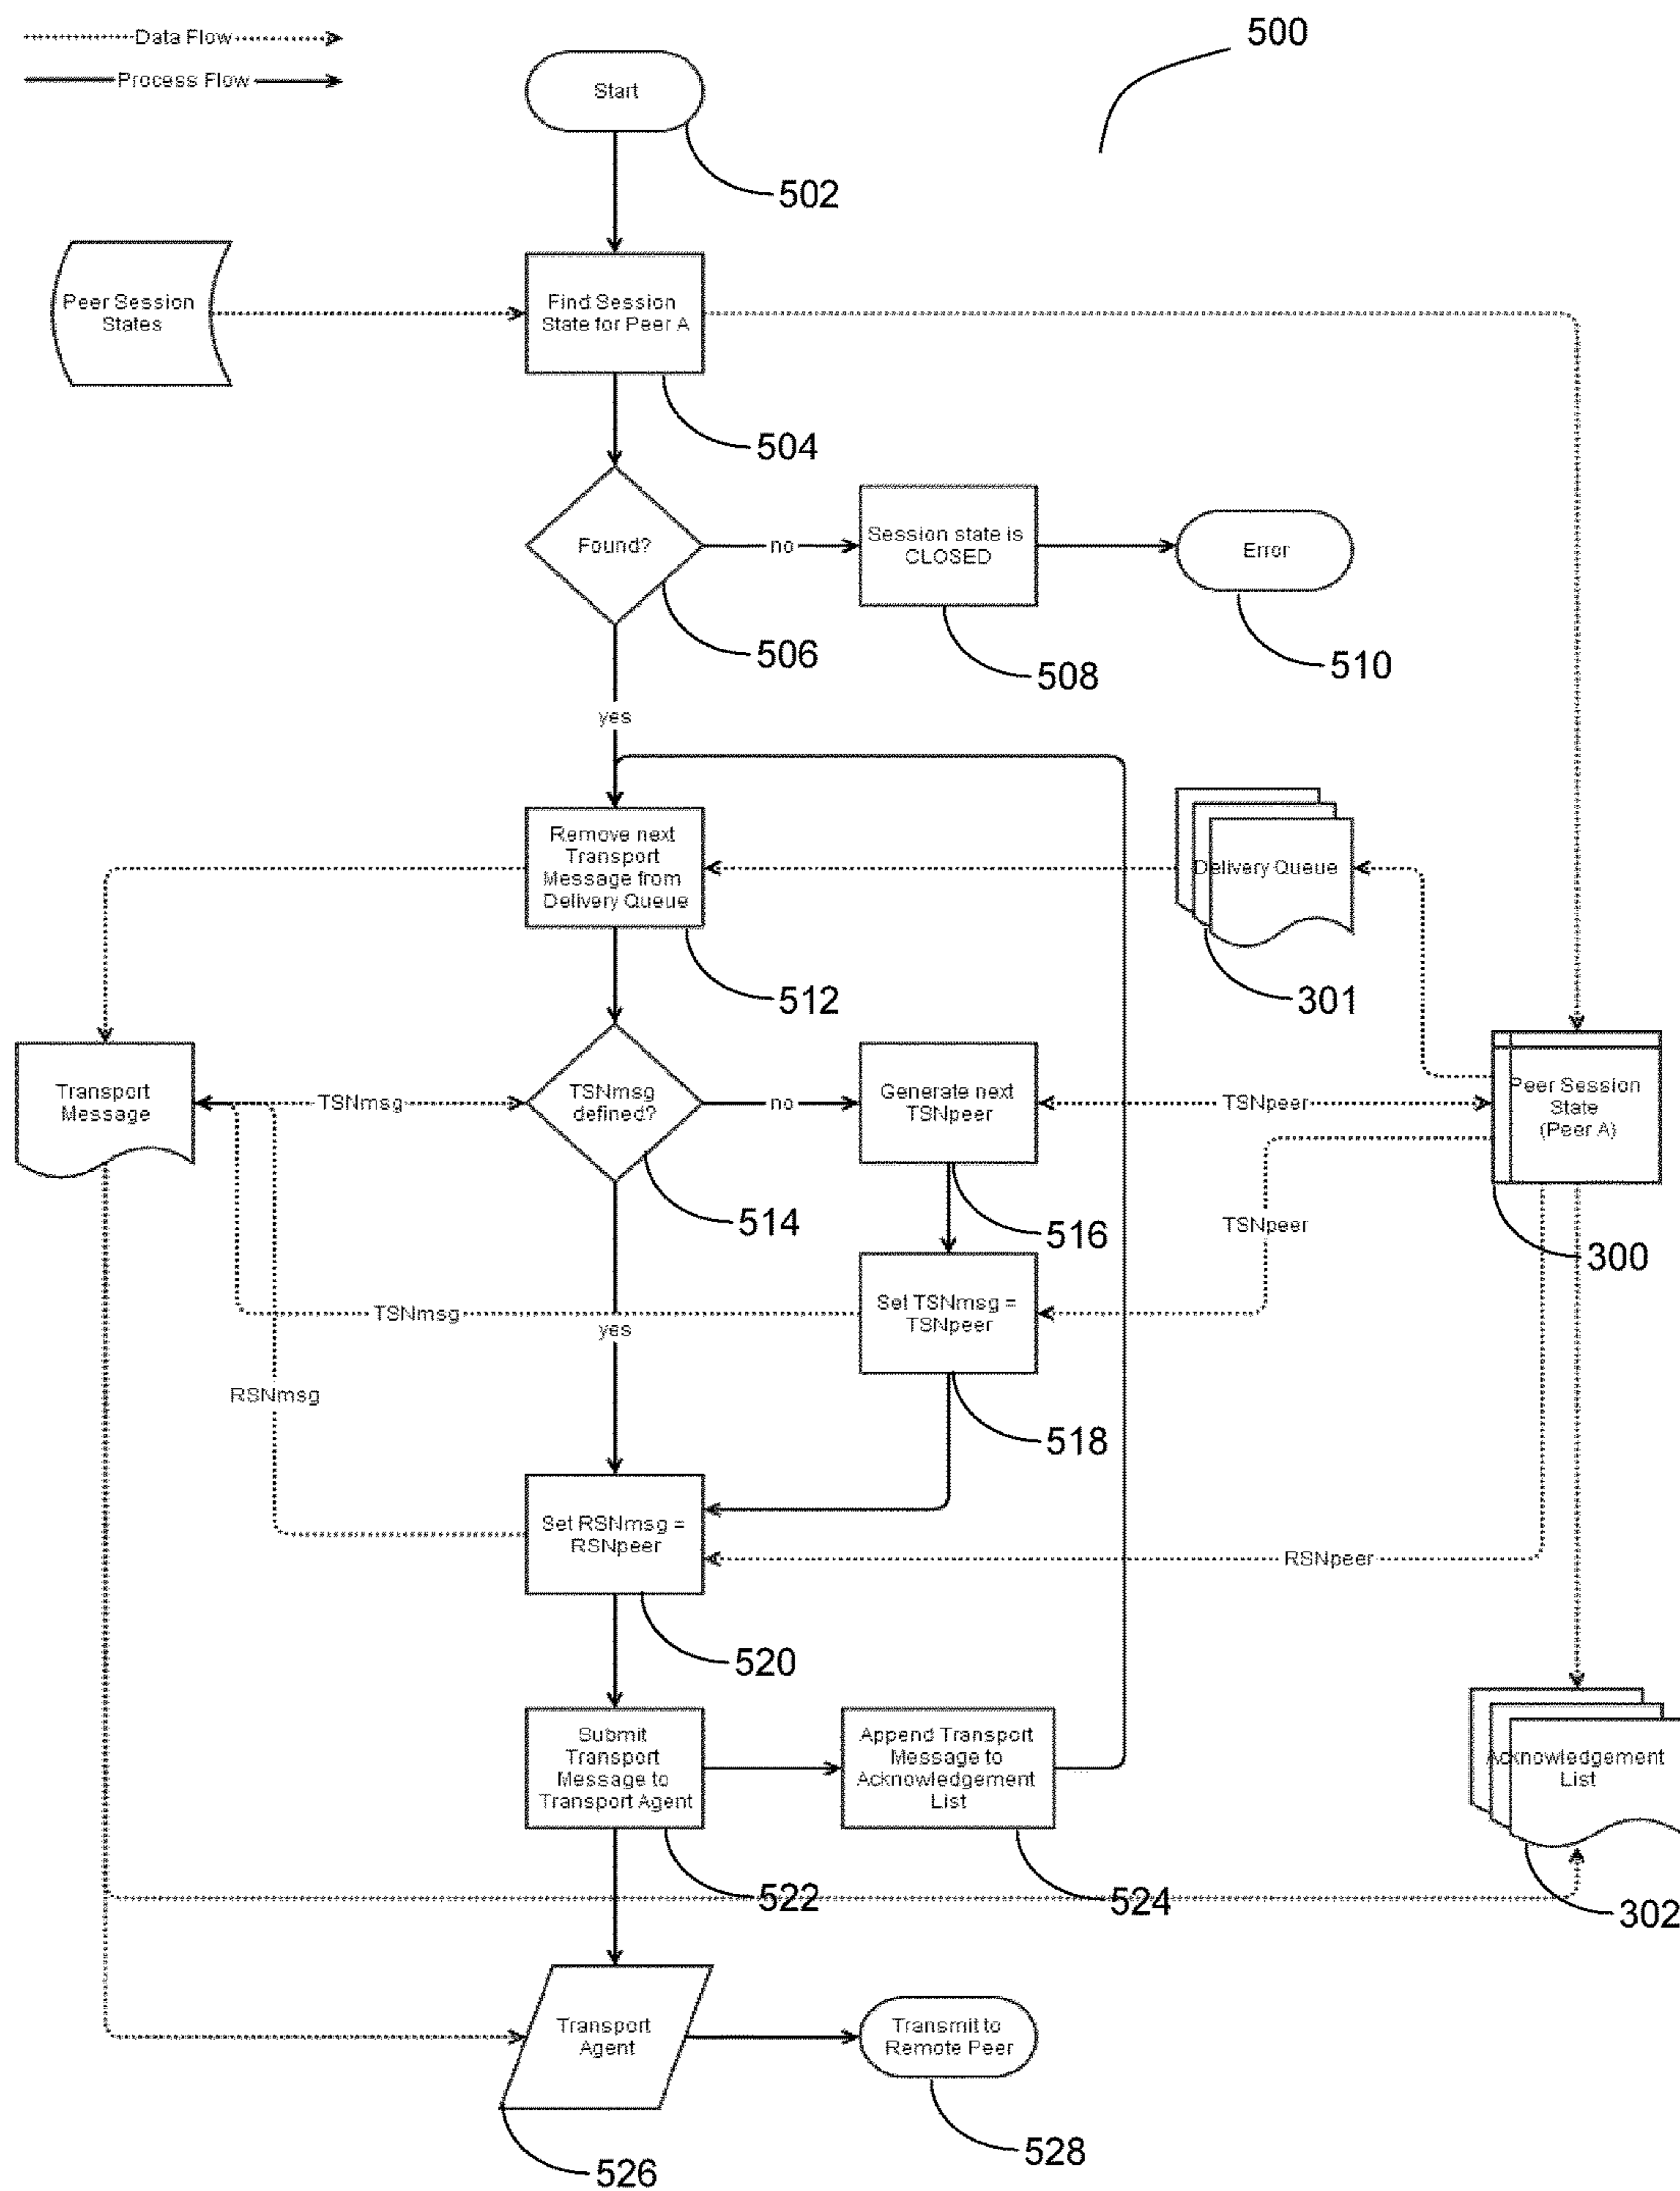 Data Flow
500
Process Flow
Start
502
Peer Session
States
Find Session
State for Peer A
504
Found?
no
Session state is
CLOSED
Error
506
508
510
yes
Remove next
Transport
Message from
Delivery Queue
Delivery Queue
512
301
Transport
Message
TSNmsg
TSNmsg
defined?
no
Generate next
TSNpeer
TSNpeer
Peer Session
State
(Peer A)
514
516
TSNpeer
300
TSNmsg
yes
Set TSNmsg =
TSNpeer
RSNmsg
518
Set RSNmsg =
RSNpeer
RSNpeer
520
Submit
Transport
Message to
Transport Agent
Append Transport
Message to
Acknowledgement
List
Acknowledgement
List
522
524
302
Transport
Agent
Transmit to
Remote Peer
526
528